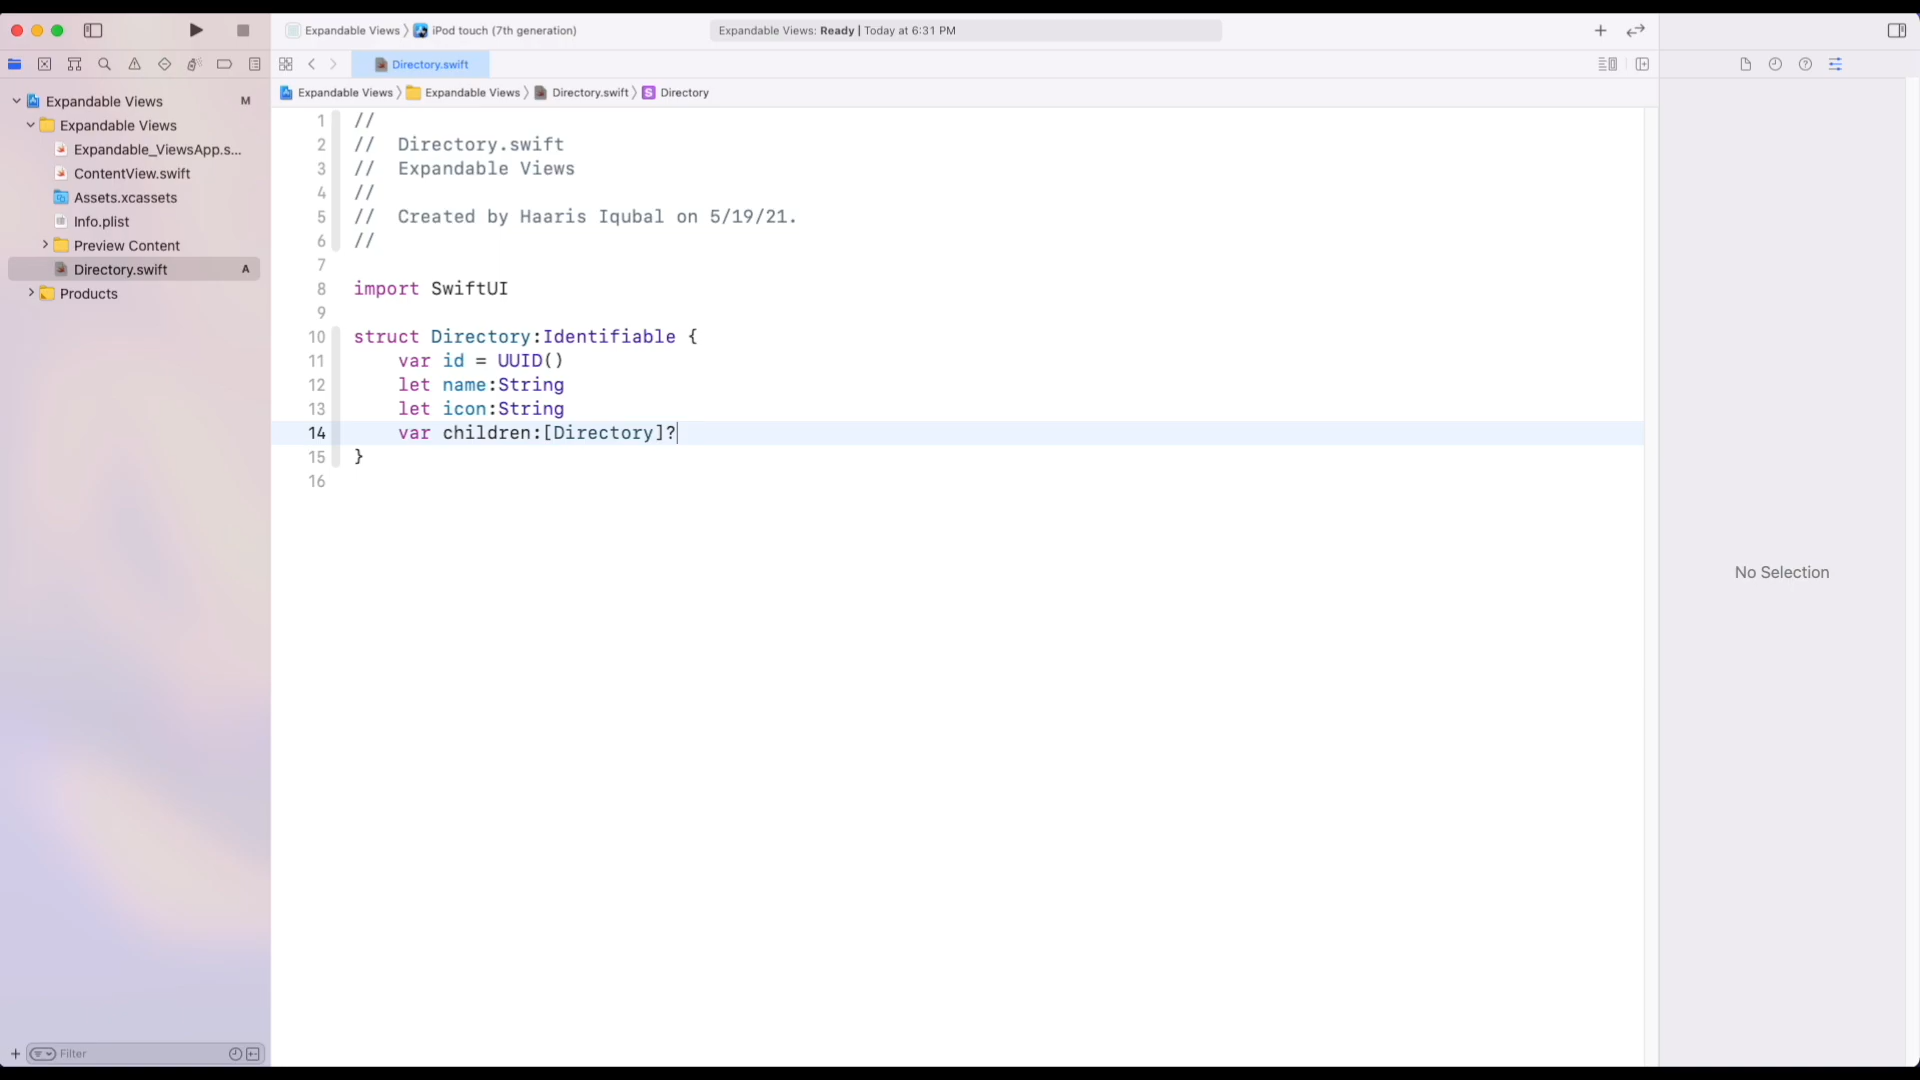 Expandable Views 〉 iPod touch (7th generation)
Expandable Views: Ready | Today at 6:31 PM
Directory.swift
Expandable Views 〉 Expandable Views 〉 Directory.swift 〉 S Directory
Expandable Views M
Expandable Views
Expandable_ViewsApp.s...
ContentView.swift
Assets.xcassets
Info.plist
Preview Content
Directory.swift A
Products
1 //
2 //  Directory.swift
3 //  Expandable Views
4 //
5 //  Created by Haaris Iqubal on 5/19/21.
6 //
7
8 import SwiftUI
9
10 struct Directory:Identifiable {
11     var id = UUID()
12     let name:String
13     let icon:String
14     var children:[Directory]?
15 }
16
No Selection
Filter